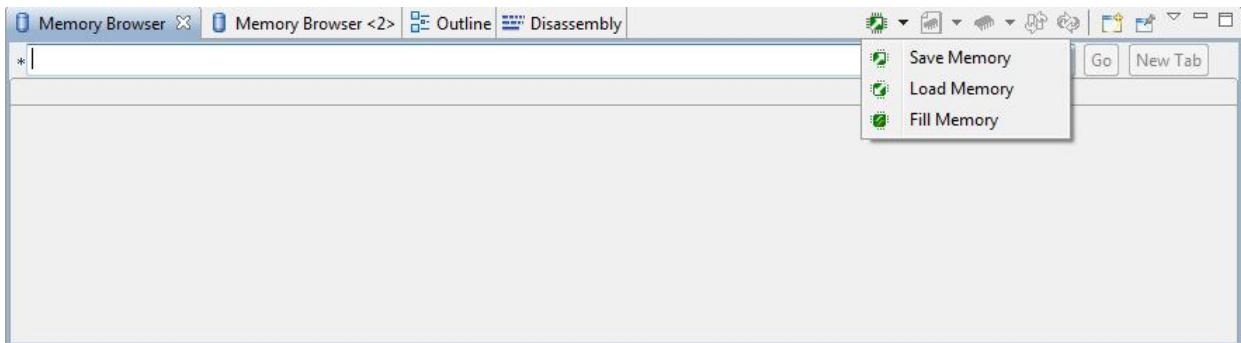 Memory Browser Memory Browser <2> Outline Disassembly
* Go New Tab
Save Memory
Load Memory
Fill Memory